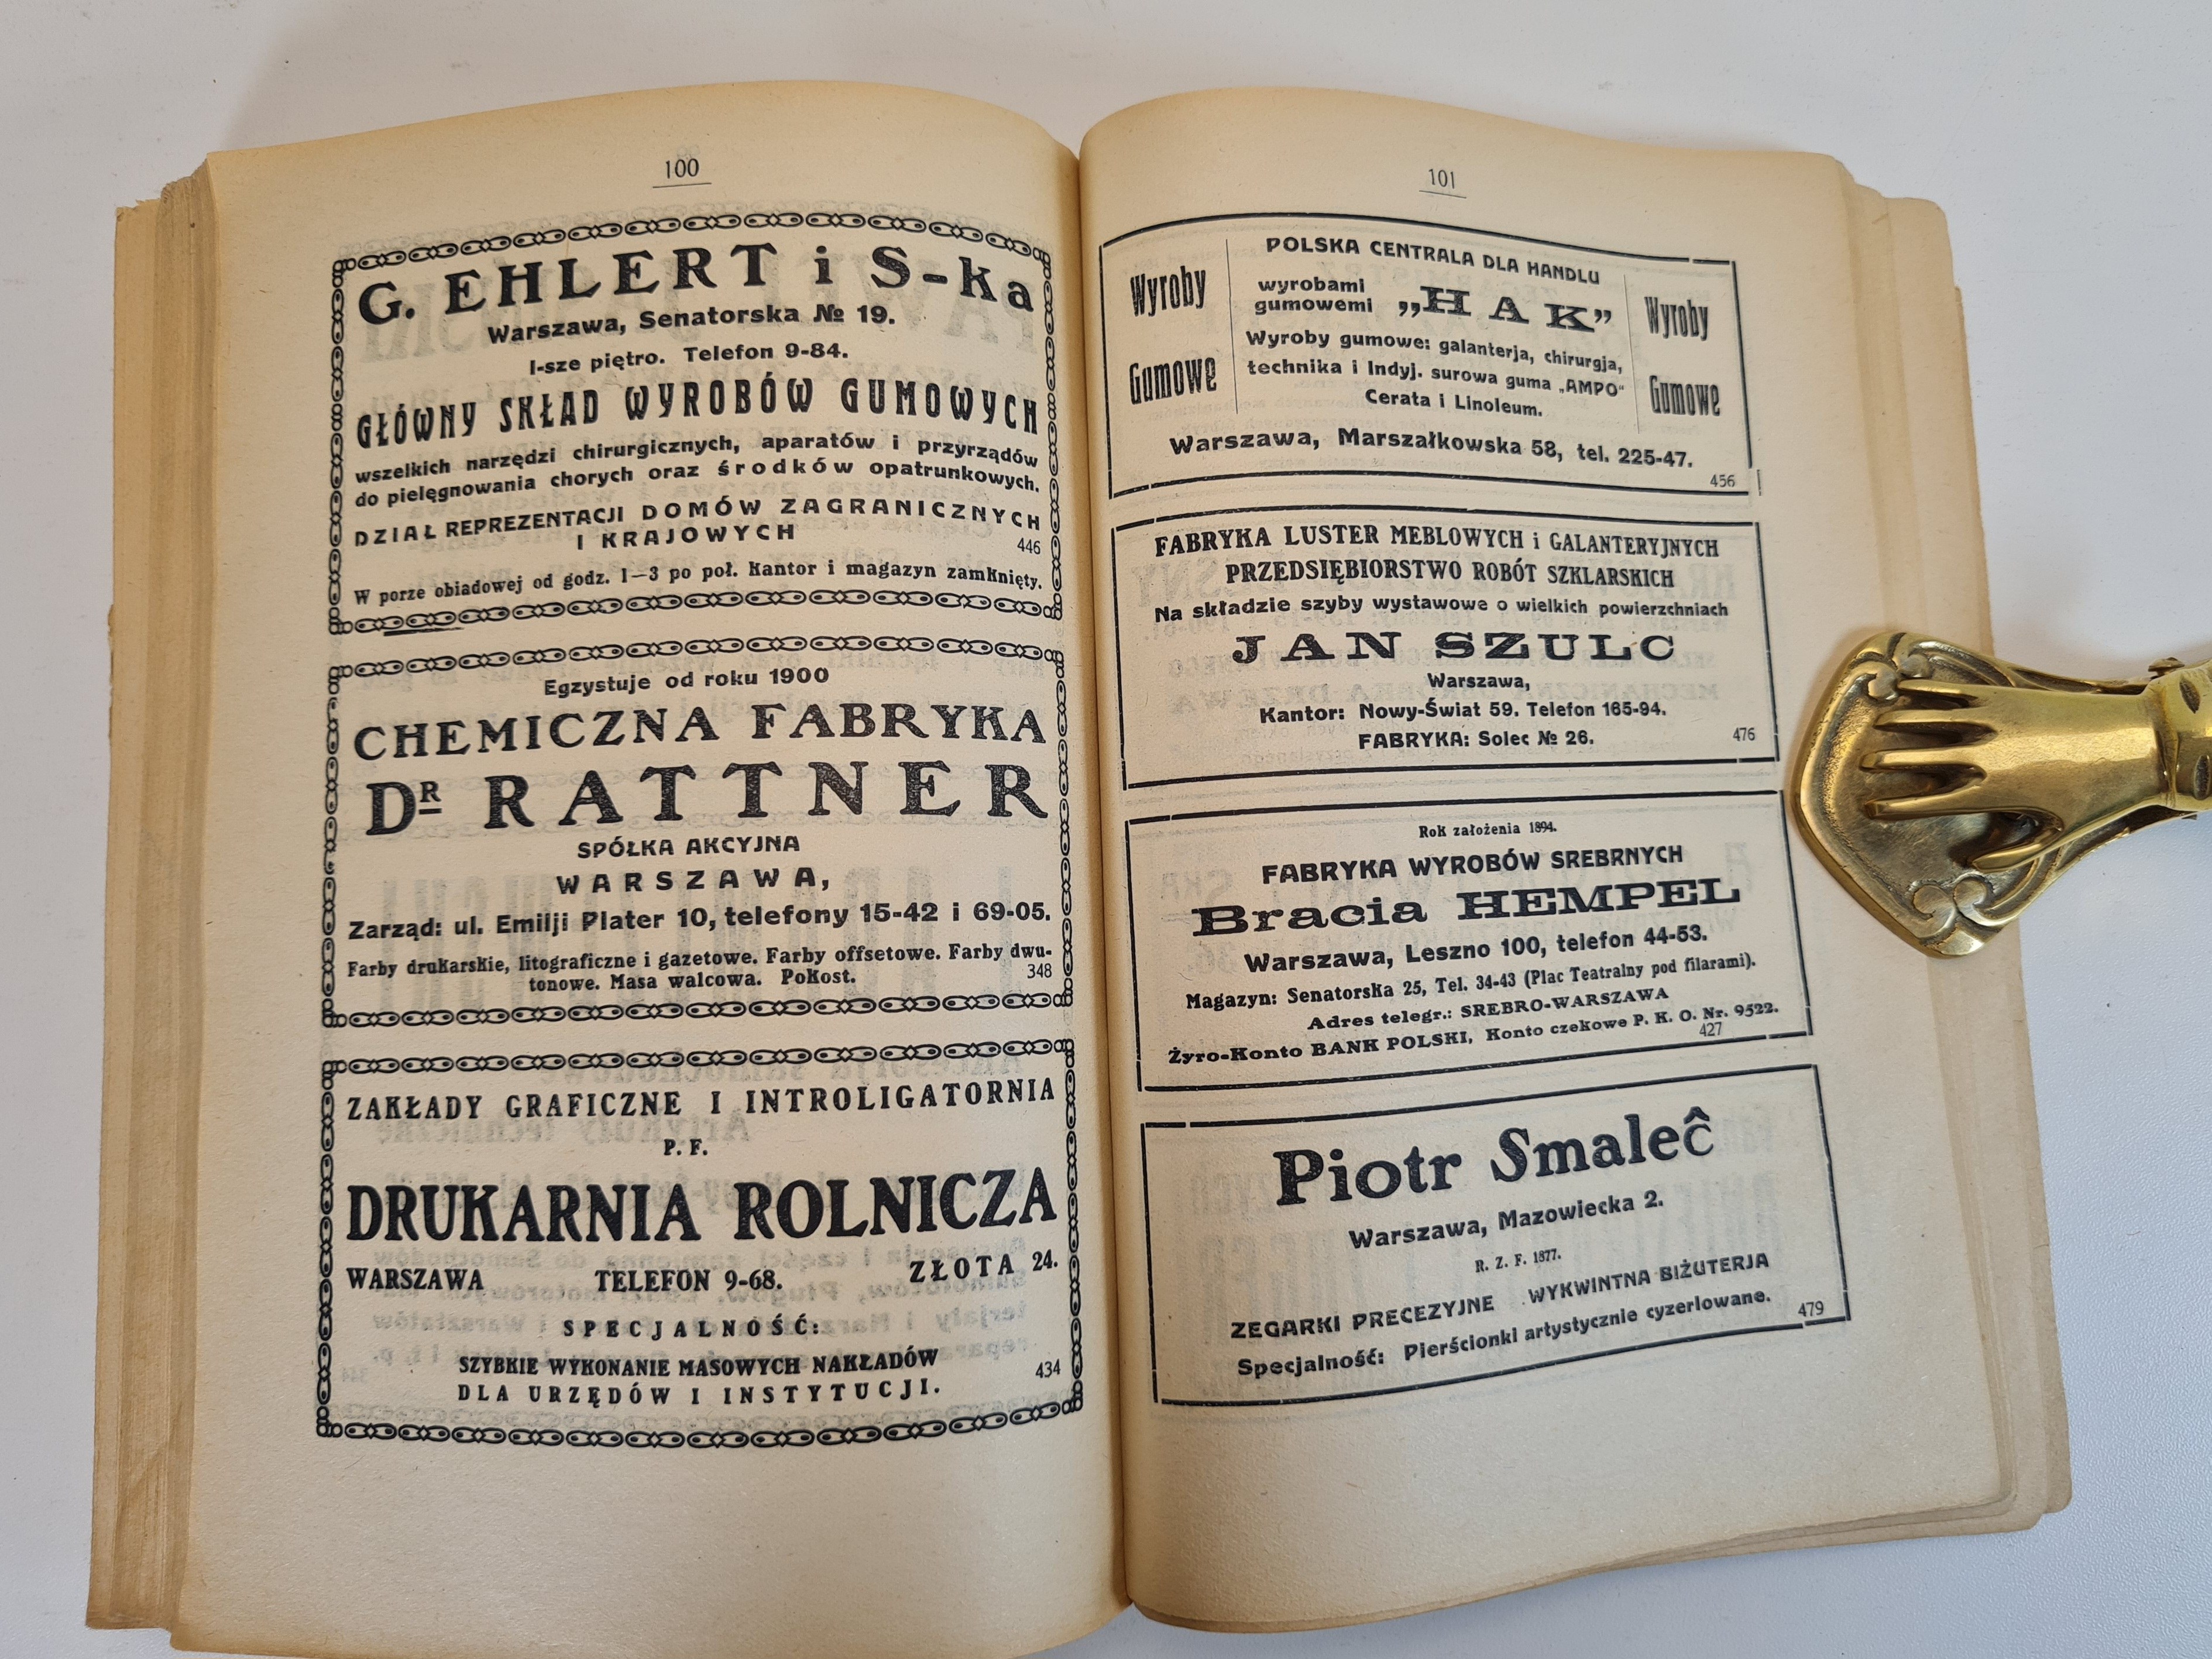 100
G. EHLERT i S-ka
Warszawa, Senatorska № 19.
I-sze piętro. Telefon 9-84.
GŁÓWNY SKŁAD WYROBÓW GUMOWYCH
wszelkich narzędzi chirurgicznych, aparatów i przyrządów
do pielęgnowania chorych oraz środków opatrunkowych.
DZIAŁ REPREZENTACJI DOMÓW ZAGRANICZNYCH
I KRAJOWYCH
446
W porze obiadowej od godz. 1—3 po poł. kantor i magazyn zamknięty.
Egzystuje od roku 1900
CHEMICZNA FABRYKA
DR RATTNER
SPÓŁKA AKCYJNA
WARSZAWA,
Zarząd: ul. Emilji Plater 10, telefony 15-42 i 69-05.
Farby drukarskie, litograficzne i gazetowe. Farby offsetowe. Farby dwu-
tonowe. Masa walcowa. Pokost.
348
ZAKŁADY GRAFICZNE I INTROLIGATORNIA
P. F.
DRUKARNIA ROLNICZA
WARSZAWA TELEFON 9-68. ZŁOTA 24.
SPECJALNOŚĆ:
SZYBKIE WYKONANIE MASOWYCH NAKŁADÓW
DLA URZĘDÓW I INSTYTUCJI.
434
101
POLSKA CENTRALA DLA HANDLU
Wyroby
Gumowe
wyrobami
gumowemi
„HAK”
Wyroby gumowe: galanterja, chirurgja,
technika i Indyj. surowa guma „AMPO“
Cerata i Linoleum.
Wyroby
Gumowe
Warszawa, Marszałkowska 58, tel. 225-47.
456
FABRYKA LUSTER MEBLOWYCH i GALANTERYJNYCH
PRZEDSIĘBIORSTWO ROBÓT SZKLARSKICH
Na składzie szyby wystawowe o wielkich powierzchniach
JAN SZULC
Warszawa,
Kantor: Nowy-Świat 59. Telefon 165-94.
FABRYKA: Solec № 26.
476
Rok założenia 1894.
FABRYKA WYROBÓW SREBRNYCH
Bracia HEMPEL
Warszawa, Leszno 100, telefon 44-53.
Magazyn: Senatorska 25, Tel. 34-43 (Plac Teatralny pod filarami).
Adres telegr.: SREBRO-WARSZAWA
Żyro-Konto BANK POLSKI, Konto czekowe P. K. O. Nr. 9522.
427
Piotr Smaleĉ
Warszawa, Mazowiecka 2.
R. Z. F. 1877.
ZEGARKI PRECEZYJNE WYKWINTNA BIŻUTERJA
Specjalność: Pierścionki artystycznie cyzerlowane.
479